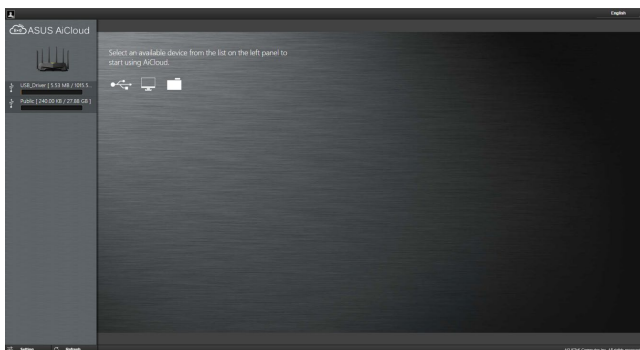 English
ASUS AiCloud
Select an available device from the list on the left panel to
start using AiCloud.
USB_Driver [ 5.53 MB / 1015.5...
Public [ 240.00 KB / 27.88 GB ]
Settings Refresh